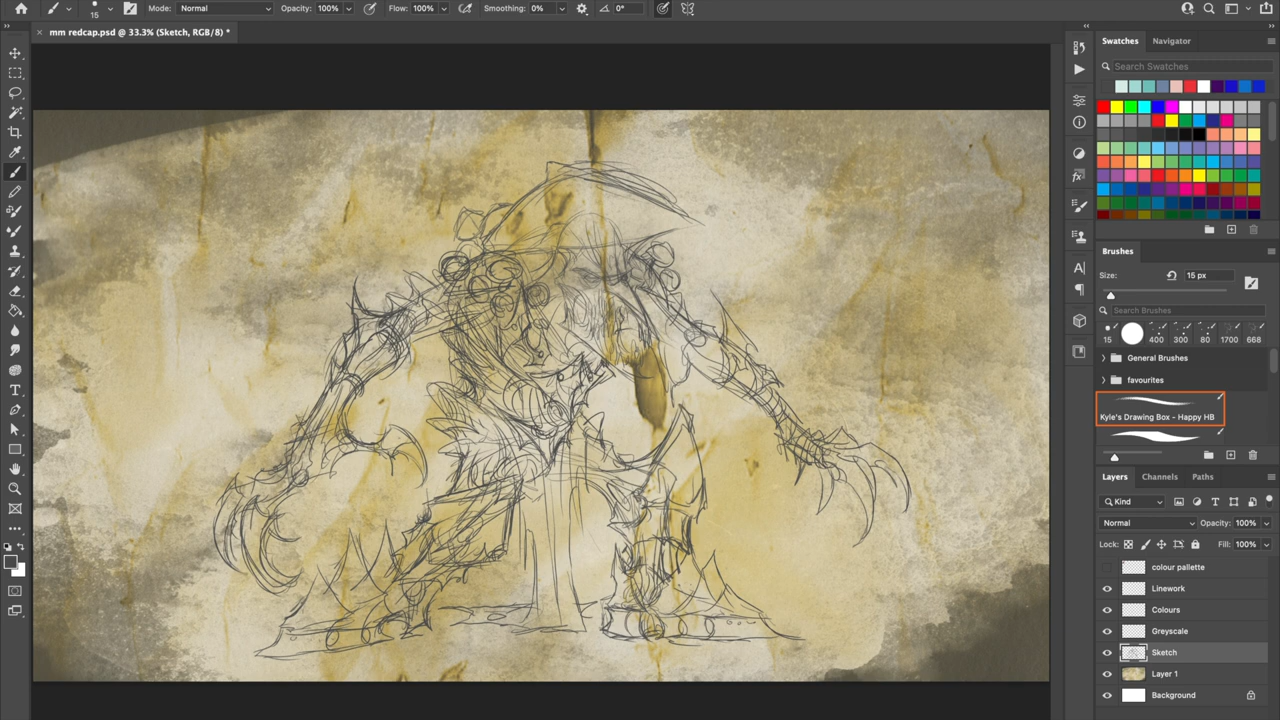 15
Mode: Normal
Opacity: 100%
Flow: 100%
Smoothing: 0%
0°
× mm redcap.psd @ 33.3% (Sketch, RGB/8) *
Swatches
Navigator
Search Swatches
Brushes
Size:
15 px
Search Brushes
15
400
300
80
1700
668
General Brushes
favourites
Kyle's Drawing Box - Happy HB
Layers
Channels
Paths
Kind
Normal
Opacity: 100%
Lock:
Fill: 100%
colour pallette
Linework
Colours
Greyscale
Sketch
Layer 1
Background